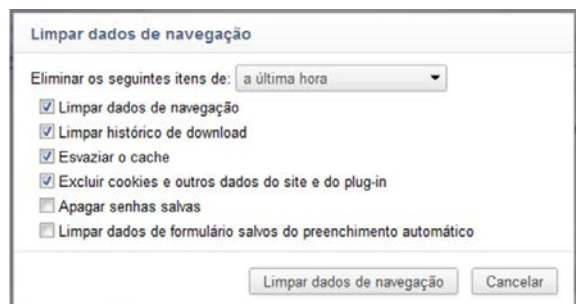 Limpar dados de navegação
Eliminar os seguintes itens de: a última hora
Limpar dados de navegação
Limpar histórico de download
Esvaziar o cache
Excluir cookies e outros dados do site e do plug-in
Apagar senhas salvas
Limpar dados de formulário salvos do preenchimento automático
Limpar dados de navegação Cancelar